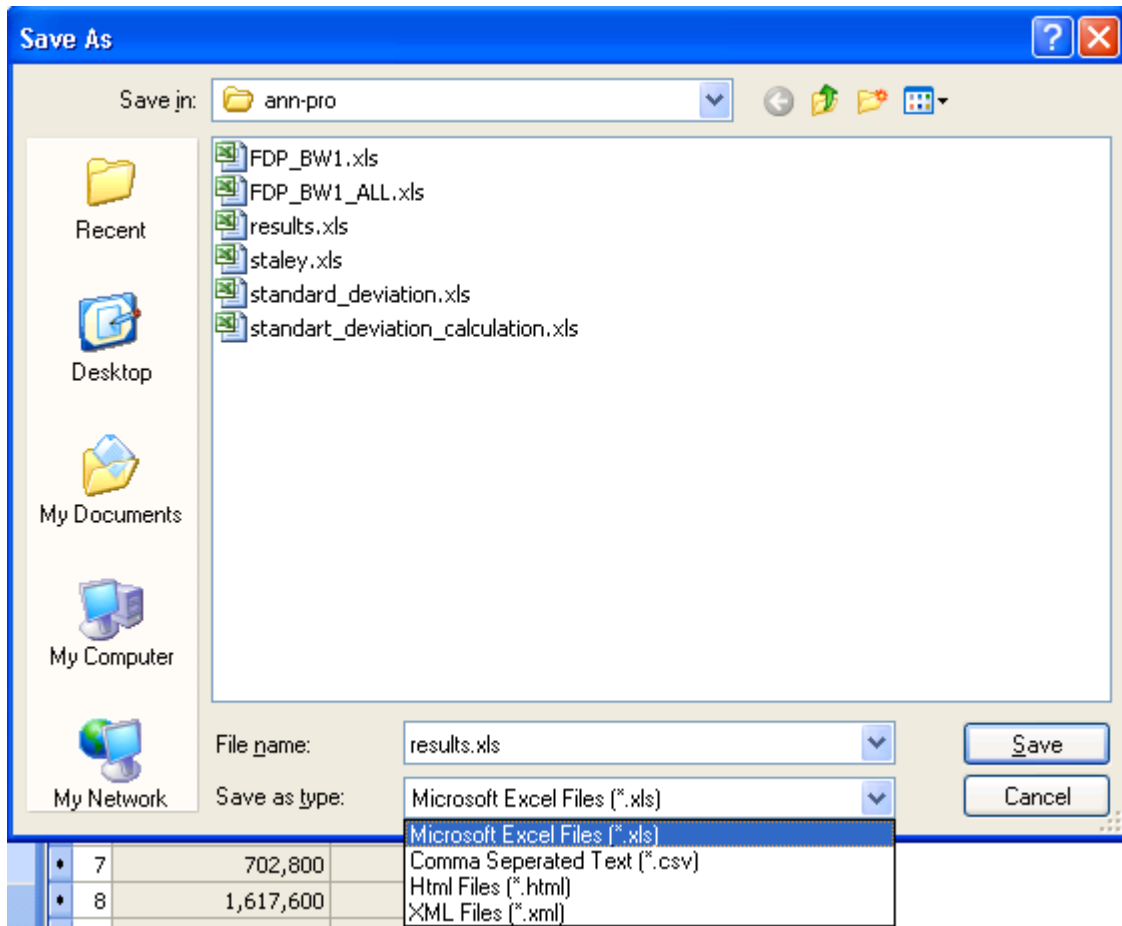 Save As
Save in: ann-pro
FDP_BW1.xls
FDP_BW1_ALL.xls
results.xls
staley.xls
standard_deviation.xls
standart_deviation_calculation.xls
Recent
Desktop
My Documents
My Computer
My Network
File name: results.xls Save
Save as type: Microsoft Excel Files (*.xls) Cancel
Microsoft Excel Files (*.xls)
Comma Seperated Text (*.csv)
Html Files (*.html)
XML Files (*.xml)
7 702,800
8 1,617,600